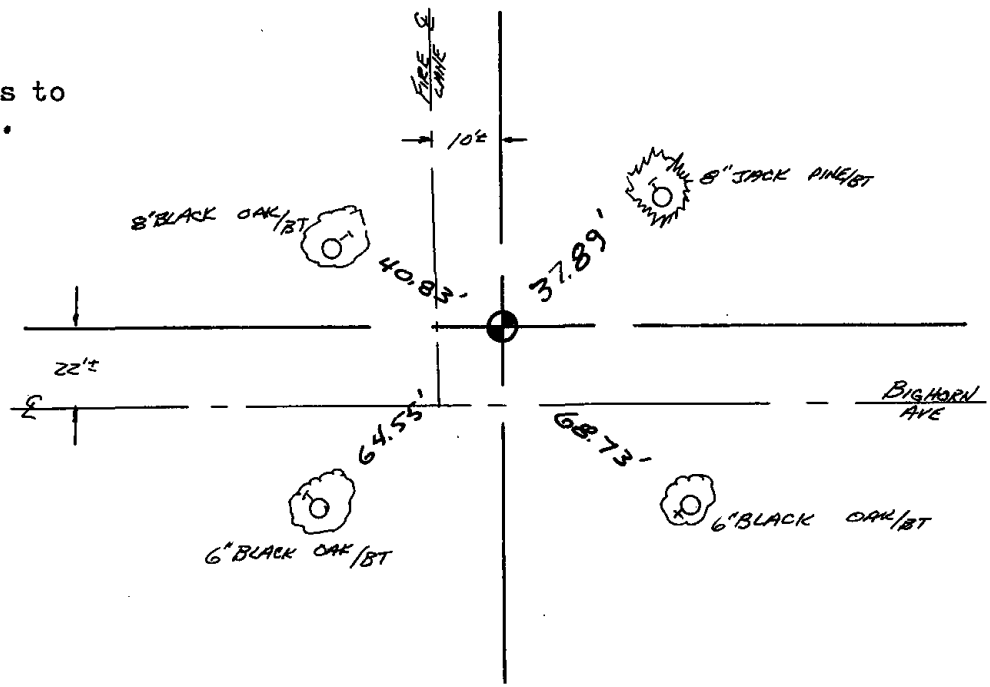 s to
.
FIRE ℄
LANE
10'±
8" JACK PINE/BT
8" BLACK OAK/BT
40.83'
37.89'
22'±
℄
BIGHORN
AVE
64.55'
68.73'
6" BLACK OAK/BT
6" BLACK OAK/BT